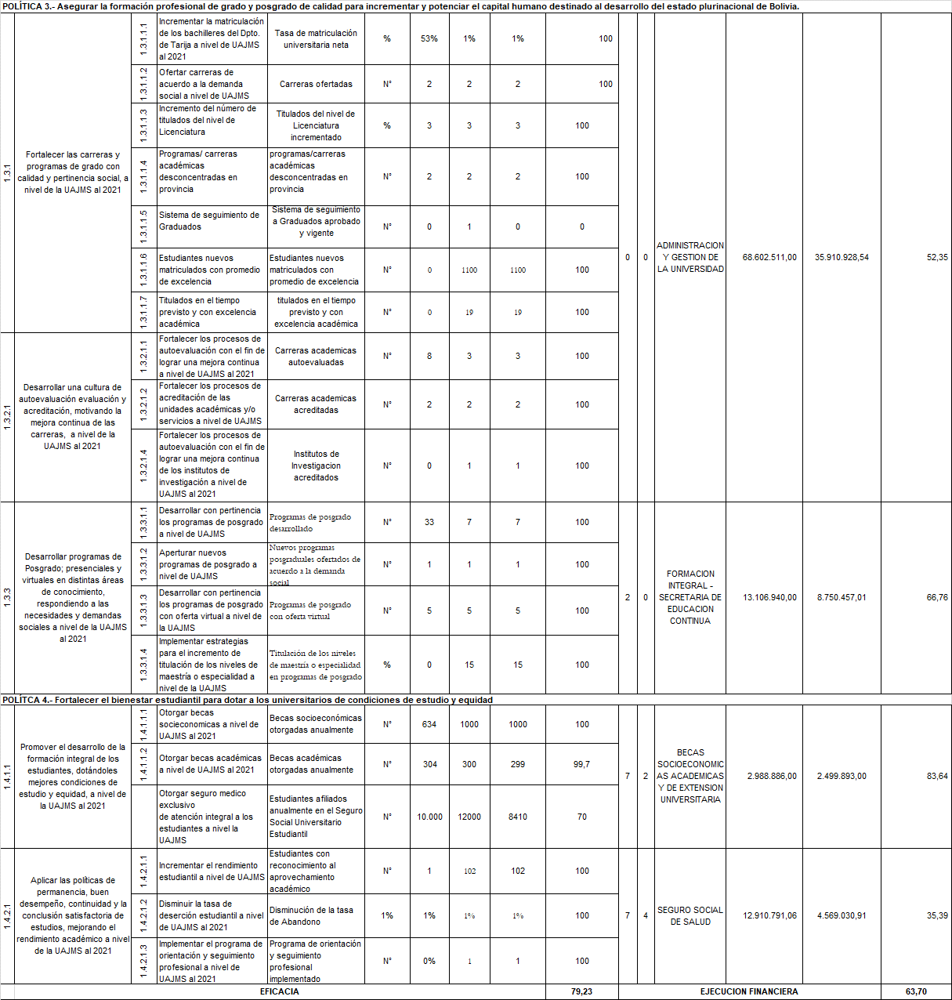 POLÍTICA 3.- Asegurar la formación profesional de grado y posgrado de calidad para incrementar y potenciar el capital humano destinado al desarrollo del estado plurinacional de Bolivia.
1.3.1
Fortalecer las carreras y
programas de grado con
calidad y pertinencia social, a
nivel de la UAJMS al 2021
1.3.1.1.1
Incrementar la matriculación
de los bachilleres del Dpto.
de Tarija a nivel de UAJMS
al 2021
Tasa de matriculación
universitaria neta
% 53% 1% 1% 100
1.3.1.1.2
Ofertar carreras de
acuerdo a la demanda
social a nivel de UAJMS
Carreras ofertadas
N° 2 2 2 100
1.3.1.1.3
Incremento del número de
titulados del nivel de
Licenciatura
Titulados del nivel de
Licenciatura
incrementado
% 3 3 3 100
1.3.1.1.4
Programas/ carreras
académicas
desconcentradas en
provincia
programas/carreras
académicas
desconcentradas en
provincia
N° 2 2 2 100
1.3.1.1.5
Sistema de seguimiento de
Graduados
Sistema de seguimiento
a Graduados aprobado
y vigente
N° 0 1 0 0
1.3.1.1.6
Estudiantes nuevos
matriculados con promedio
de excelencia
Estudiantes nuevos
matriculados con
promedio de excelencia
N° 0 1100 1100 100
1.3.1.1.7
Titulados en el tiempo
previsto y con excelencia
académica
titulados en el tiempo
previsto y con
excelencia académica
N° 0 19 19 100
0 0
ADMINISTRACION
Y GESTION DE
LA UNIVERSIDAD
68.602.511,00 35.910.928,54 52,35
1.3.2.1
Desarrollar una cultura de
autoevaluación evaluación y
acreditación, motivando la
mejora continua de las
carreras, a nivel de la
UAJMS al 2021
1.3.2.1.1
Fortalecer los procesos de
autoevaluación con el fin de
lograr una mejora continua
a nivel de UAJMS al 2021
Carreras academicas
autoevaluadas
N° 8 3 3 100
1.3.2.1.2
Fortalecer los procesos de
acreditación de las
unidades académicas y/o
servicios a nivel de UAJMS
Carreras academicas
acreditadas
N° 2 2 2 100
1.3.2.1.4
Fortalecer los procesos de
autoevaluación con el fin de
lograr una mejora continua
de los institutos de
investigación a nivel de
UAJMS al 2021
Institutos de
Investigacion
acreditados
N° 0 1 1 100
1.3.3
Desarrollar programas de
Posgrado; presenciales y
virtuales en distintas áreas
de conocimiento,
respondiendo a las
necesidades y demandas
sociales a nivel de la UAJMS
al 2021
1.3.3.1.1
Desarrollar con pertinencia
los programas de posgrado
a nivel de UAJMS
Programas de posgrado
desarrollado
N° 33 7 7 100
1.3.3.1.2
Aperturar nuevos
programas de posgrado a
nivel de UAJMS
Nuevos programas
posgraduales ofertados de
acuerdo a la demanda
social
N° 1 1 1 100
1.3.3.1.3
Desarrollar con pertinencia
los programas de posgrado
con oferta virtual a nivel de
la UAJMS
Programas de posgrado
con oferta virtual
N° 5 5 5 100
1.3.3.1.4
Implementar estrategias
para el incremento de
titulación de los niveles de
maestría o especialidad a
nivel de la UAJMS
Titulación de los niveles
de maestría o especialidad
en programas de posgrado
% 0 15 15 100
2 0
FORMACION
INTEGRAL -
SECRETARIA DE
EDUCACION
CONTINUA
13.106.940,00 8.750.457,01 66,76
POLÍTCA 4.- Fortalecer el bienestar estudiantil para dotar a los universitarios de condiciones de estudio y equidad
1.4.1.1
Promover el desarrollo de la
formación integral de los
estudiantes, dotándoles
mejores condiciones de
estudio y equidad, a nivel de
la UAJMS al 2021
1.4.1.1.1
Otorgar becas
socieconomicas a nivel de
UAJMS al 2021
Becas socioeconómicas
otorgadas anualmente
N° 634 1000 1000 100
1.4.1.1.2
Otorgar becas académicas
a nivel de UAJMS al 2021
Becas académicas
otorgadas anualmente
N° 304 300 299 99,7
Otorgar seguro medico
exclusivo
de atención integral a los
estudiantes a nivel la
UAJMS
Estudiantes afiliados
anualmente en el Seguro
Social Universitario
Estudiantil
N° 10.000 12000 8410 70
7 2
BECAS
SOCIOECONOMIC
AS ACADEMICAS
Y DE EXTENSION
UNIVERSITARIA
2.988.886,00 2.499.893,00 83,64
1.4.2.1
Aplicar las políticas de
permanencia, buen
desempeño, continuidad y la
conclusión satisfactoria de
estudios, mejorando el
rendimiento académico a nivel
de la UAJMS al 2021
1.4.2.1.1
Incrementar el rendimiento
estudiantil a nivel de UAJMS
Estudiantes con
reconocimiento al
aprovechamiento
académico
N° 1 102 102 100
1.4.2.1.2
Disminuir la tasa de
deserción estudiantil a nivel
de UAJMS al 2021
Disminución de la tasa
de Abandono
1% 1% 1% 1% 100
1.4.2.1.3
Implementar el programa de
orientación y seguimiento
profesional a nivel de
UAJMS al 2021
Programa de orientación
y seguimiento
profesional
implementado
N° 0% 1 1 100
7 4
SEGURO SOCIAL
DE SALUD
12.910.791,06 4.569.030,91 35,39
EFICACIA 79,23 EJECUCION FINANCIERA 63,70